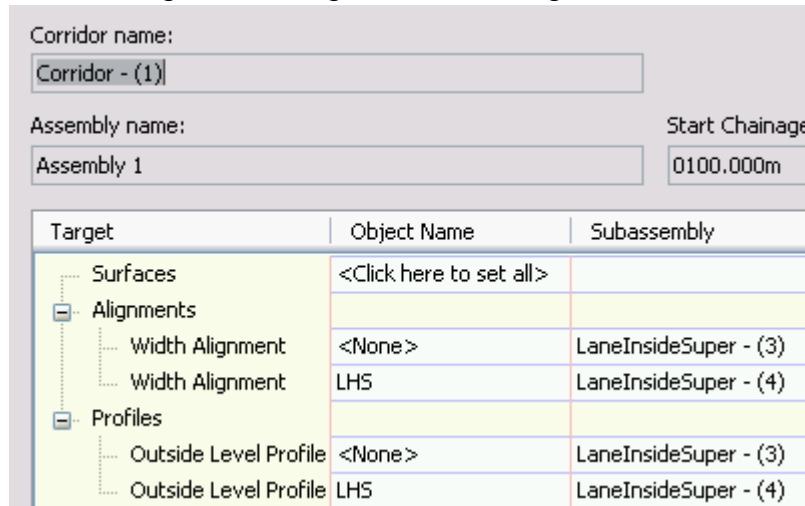 Corridor name:
Corridor - (1)
Assembly name: Start Chainage
Assembly 1 0100.000m
Target Object Name Subassembly
Surfaces <Click here to set all>
Alignments
Width Alignment <None> LaneInsideSuper - (3)
Width Alignment LHS LaneInsideSuper - (4)
Profiles
Outside Level Profile <None> LaneInsideSuper - (3)
Outside Level Profile LHS LaneInsideSuper - (4)